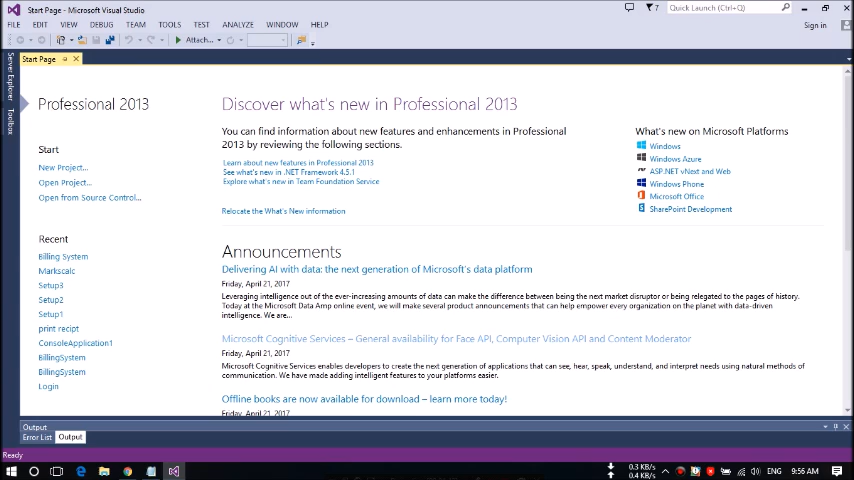 Start Page - Microsoft Visual Studio
7
Quick Launch (Ctrl+Q)
FILE EDIT VIEW DEBUG TEAM TOOLS TEST ANALYZE WINDOW HELP
Sign in
Attach...
Server Explorer
Toolbox
Start Page
Professional 2013
Start
New Project...
Open Project...
Open from Source Control...
Recent
Billing System
Markscalc
Setup3
Setup2
Setup1
print recipt
ConsoleApplication1
BillingSystem
BillingSystem
Login
Discover what's new in Professional 2013
You can find information about new features and enhancements in Professional
2013 by reviewing the following sections.
Learn about new features in Professional 2013
See what's new in .NET Framework 4.5.1
Explore what's new in Team Foundation Service
Relocate the What's New information
What's new on Microsoft Platforms
Windows
Windows Azure
ASP.NET vNext and Web
Windows Phone
Microsoft Office
SharePoint Development
Announcements
Delivering AI with data: the next generation of Microsoft's data platform
Friday, April 21, 2017
Leveraging intelligence out of the ever-increasing amounts of data can make the difference between being the next market disruptor or being relegated to the pages of history.
Today at the Microsoft Data Amp online event, we will make several product announcements that can help empower every organization on the planet with data-driven
intelligence. We are...
Microsoft Cognitive Services – General availability for Face API, Computer Vision API and Content Moderator
Friday, April 21, 2017
Microsoft Cognitive Services enables developers to create the next generation of applications that can see, hear, speak, understand, and interpret needs using natural methods of
communication. We have made adding intelligent features to your platforms easier.
Offline books are now available for download – learn more today!
Friday, April 21, 2017
Output
Error List Output
Ready
0.3 KB/s
0.4 KB/s
ENG 9:56 AM